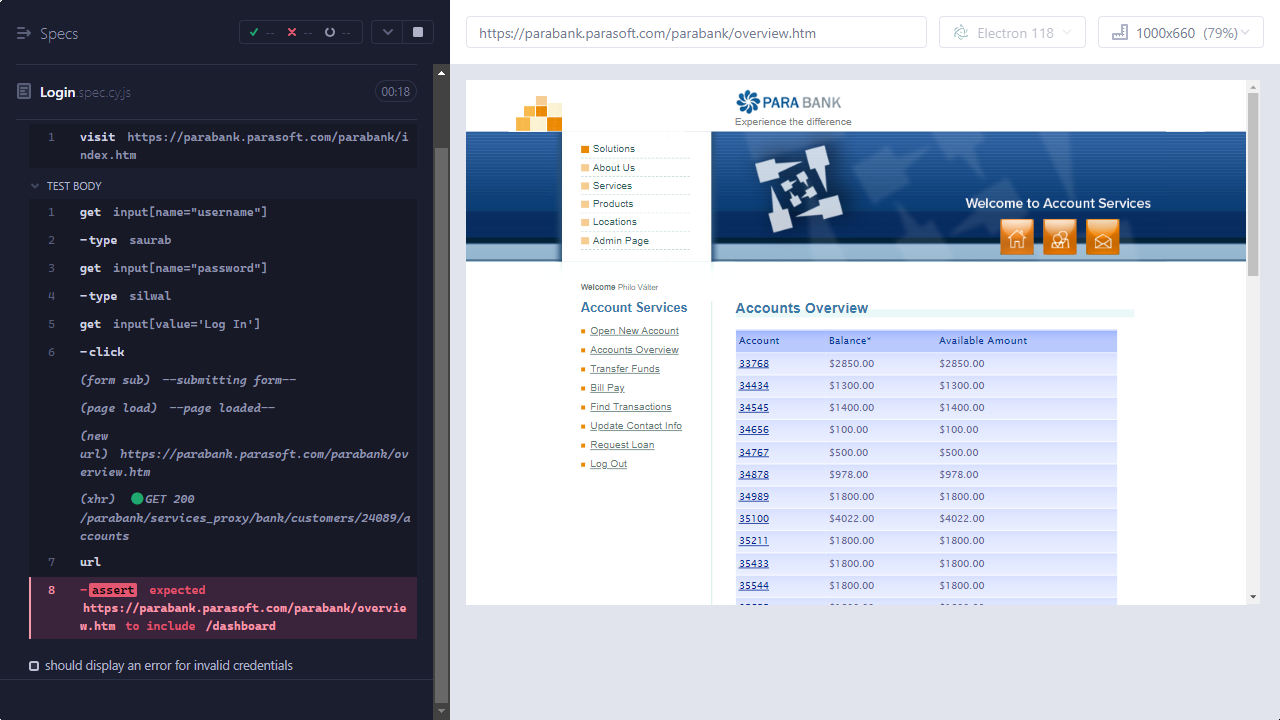 Specs
--
--
--
https://parabank.parasoft.com/parabank/overview.htm
Electron 118
1000x660 (79%)
Login.spec.cy.js
00:18
1 visit https://parabank.parasoft.com/parabank/i
ndex.htm
TEST BODY
1 get input[name="username"]
2 -type saurab
3 get input[name="password"]
4 -type silwal
5 get input[value='Log In']
6 -click
(form sub) --submitting form--
(page load) --page loaded--
(new
url) https://parabank.parasoft.com/parabank/ov
erview.htm
(xhr) GET 200
/parabank/services_proxy/bank/customers/24089/a
ccounts
7 url
8 -assert expected
https://parabank.parasoft.com/parabank/overvie
w.htm to include /dashboard
should display an error for invalid credentials
PARA BANK
Experience the difference
Solutions
About Us
Services
Products
Locations
Admin Page
Welcome to Account Services
Welcome Philo Válter
Account Services
Open New Account
Accounts Overview
Transfer Funds
Bill Pay
Find Transactions
Update Contact Info
Request Loan
Log Out
Accounts Overview
Account Balance* Available Amount
33768 $2850.00 $2850.00
34434 $1300.00 $1300.00
34545 $1400.00 $1400.00
34656 $100.00 $100.00
34767 $500.00 $500.00
34878 $978.00 $978.00
34989 $1800.00 $1800.00
35100 $4022.00 $4022.00
35211 $1800.00 $1800.00
35433 $1800.00 $1800.00
35544 $1800.00 $1800.00